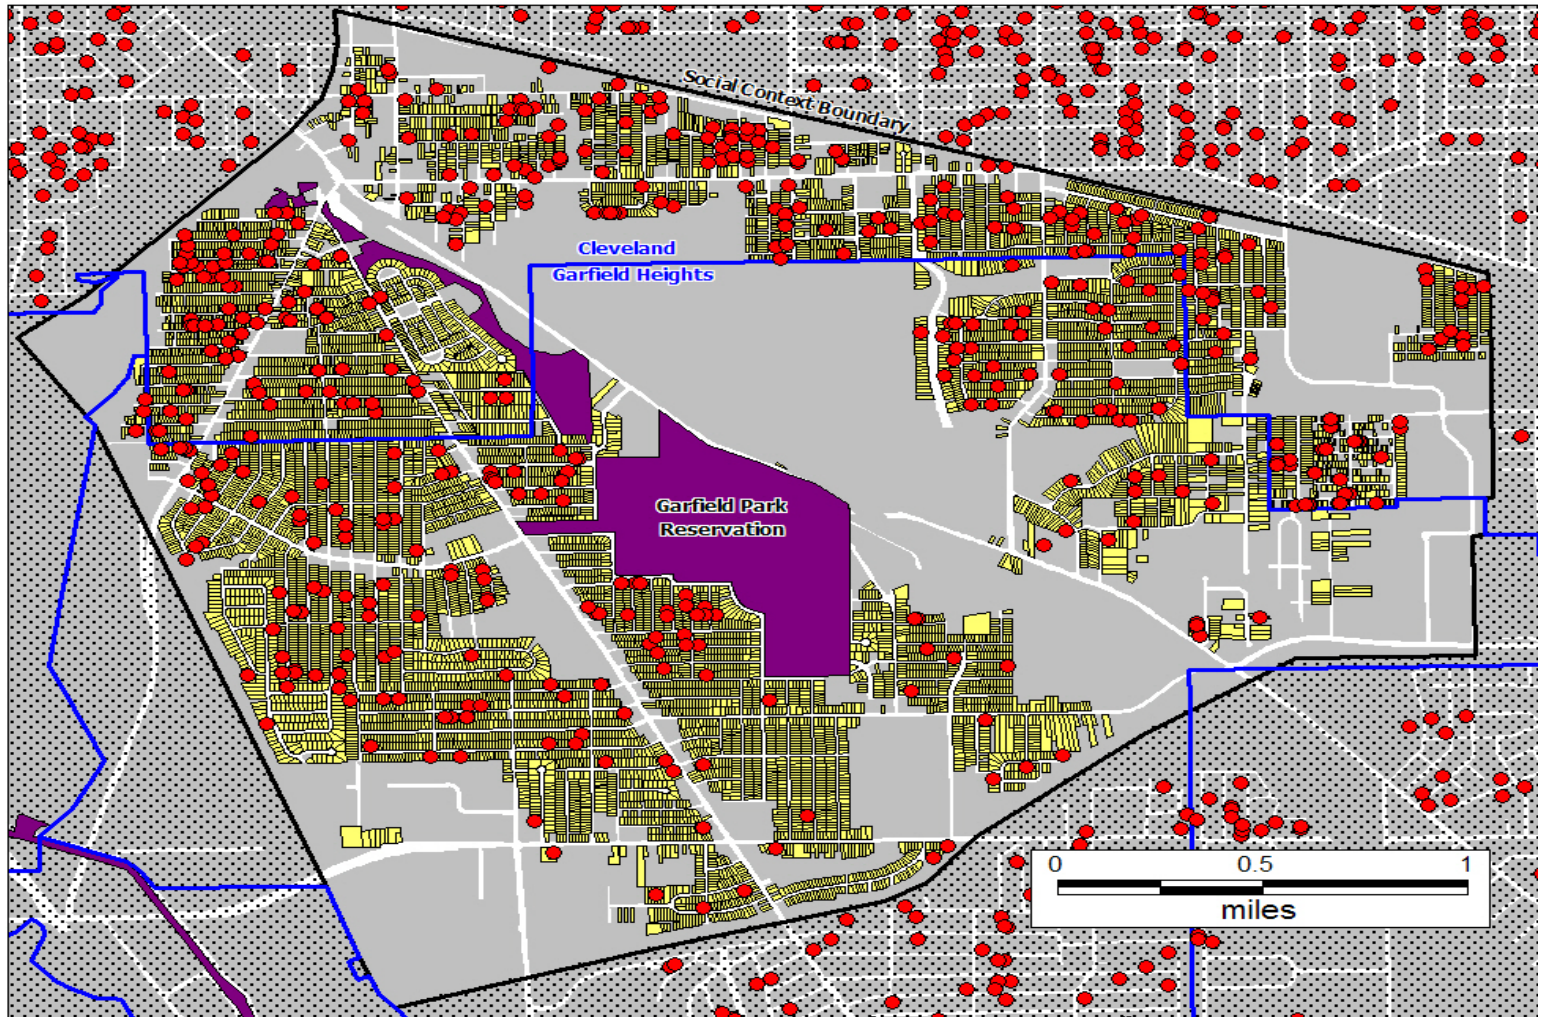 Social Context Boundary
Cleveland
Garfield Heights
Garfield Park
Reservation
0 0.5 1
miles